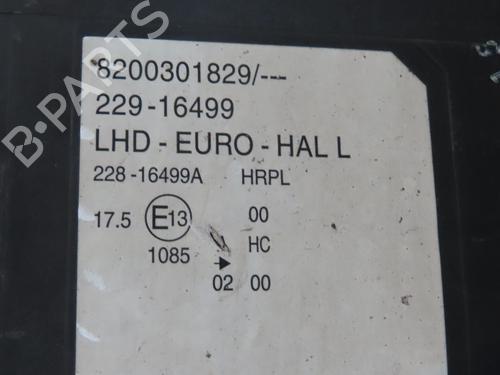 8200301829/---
229-16499
LHD - EURO - HAL L
228-16499A HRPL
17.5 E13 00
HC
1085
02 00
B-PARTS